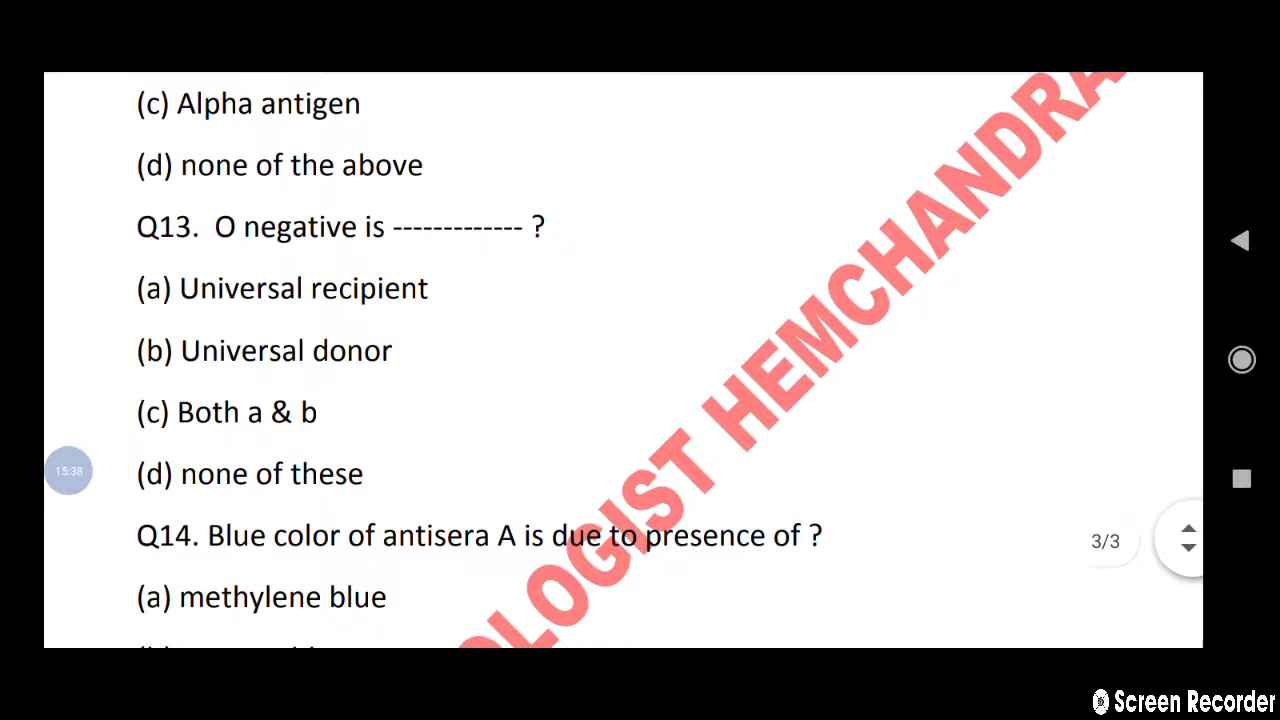 (c) Alpha antigen
(d) none of the above
Q13. O negative is ------------- ?
(a) Universal recipient
(b) Universal donor
(c) Both a & b
15:38
(d) none of these
Q14. Blue color of antisera A is due to presence of ?
3/3
(a) methylene blue
OLOGIST HEMCHANDRA
Screen Recorder